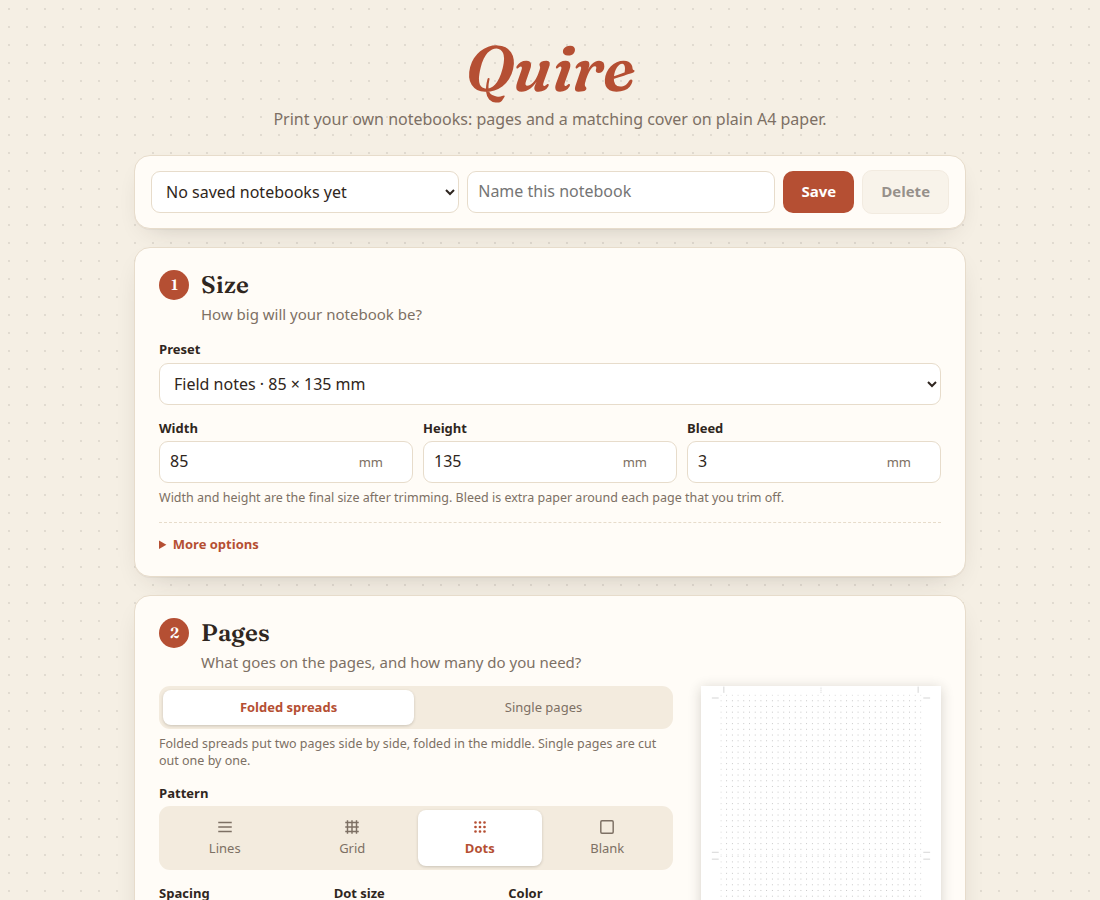 Quire
Print your own notebooks: pages and a matching cover on plain A4 paper.
No saved notebooks yet
Name this notebook
Save
Delete
1
Size
How big will your notebook be?
Preset
Field notes · 85 × 135 mm
Width
Height
Bleed
85 mm
135 mm
3 mm
Width and height are the final size after trimming. Bleed is extra paper around each page that you trim off.
More options
2
Pages
What goes on the pages, and how many do you need?
Folded spreads
Single pages
Folded spreads put two pages side by side, folded in the middle. Single pages are cut
out one by one.
Pattern
Lines
Grid
Dots
Blank
Spacing
Dot size
Color